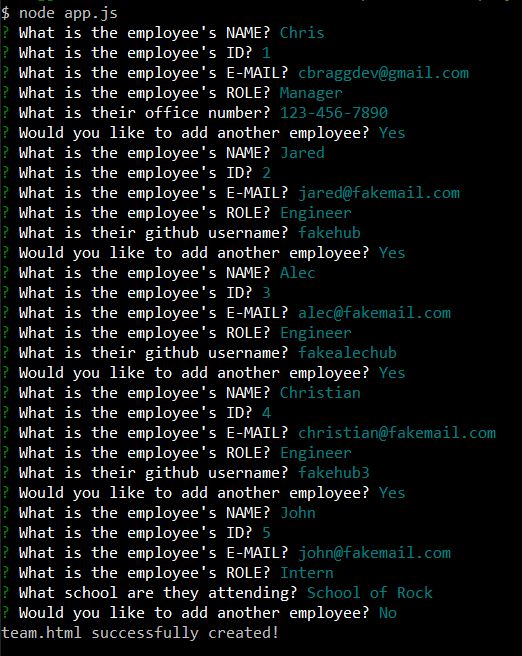 $ node app.js
? What is the employee's NAME? Chris
? What is the employee's ID? 1
? What is the employee's E-MAIL? cbraggdev@gmail.com
? What is the employee's ROLE? Manager
? What is their office number? 123-456-7890
? Would you like to add another employee? Yes
? What is the employee's NAME? Jared
? What is the employee's ID? 2
? What is the employee's E-MAIL? jared@fakemail.com
? What is the employee's ROLE? Engineer
? What is their github username? fakehub
? Would you like to add another employee? Yes
? What is the employee's NAME? Alec
? What is the employee's ID? 3
? What is the employee's E-MAIL? alec@fakemail.com
? What is the employee's ROLE? Engineer
? What is their github username? fakealechub
? Would you like to add another employee? Yes
? What is the employee's NAME? Christian
? What is the employee's ID? 4
? What is the employee's E-MAIL? christian@fakemail.com
? What is the employee's ROLE? Engineer
? What is their github username? fakehub3
? Would you like to add another employee? Yes
? What is the employee's NAME? John
? What is the employee's ID? 5
? What is the employee's E-MAIL? john@fakemail.com
? What is the employee's ROLE? Intern
? What school are they attending? School of Rock
? Would you like to add another employee? No
team.html successfully created!